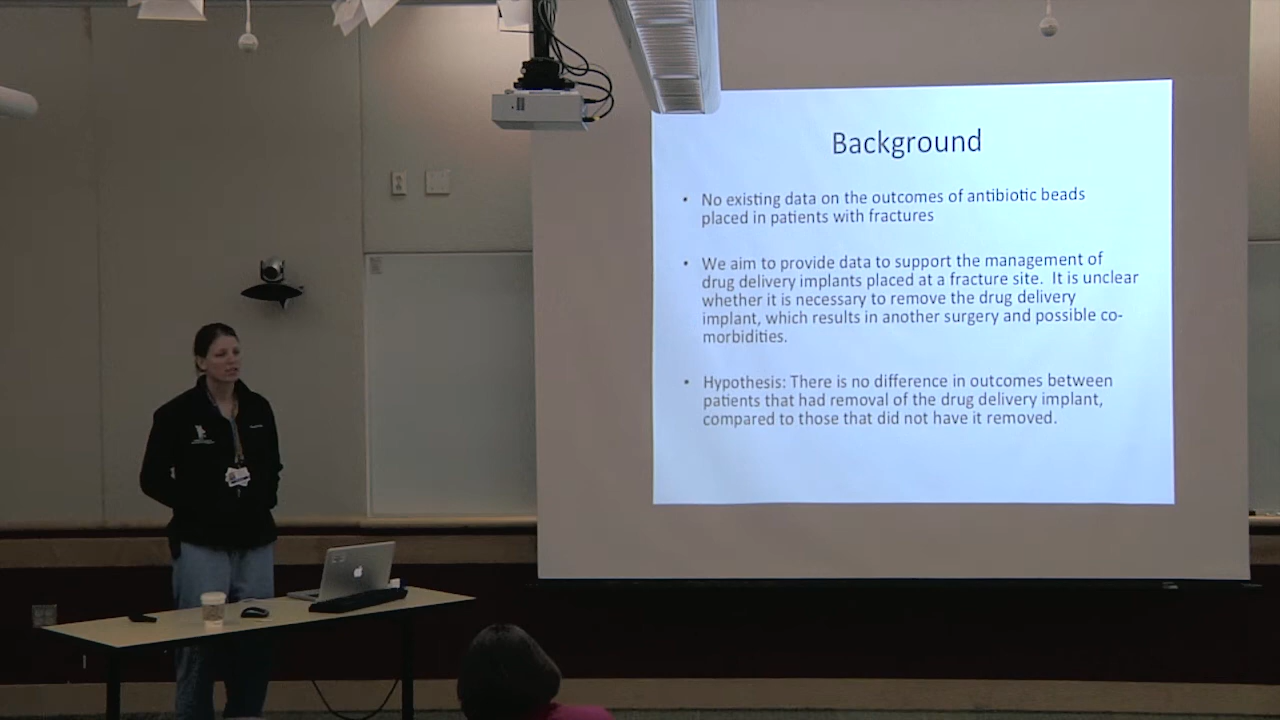 Background
• No existing data on the outcomes of antibiotic beads
placed in patients with fractures
• We aim to provide data to support the management of
drug delivery implants placed at a fracture site.  It is unclear
whether it is necessary to remove the drug delivery
implant, which results in another surgery and possible co-
morbidities.
• Hypothesis: There is no difference in outcomes between
patients that had removal of the drug delivery implant,
compared to those that did not have it removed.